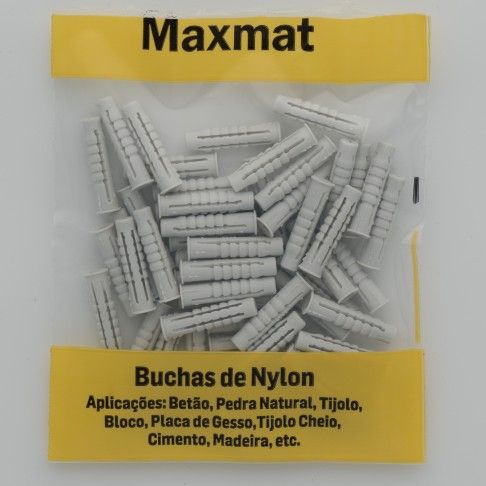 Maxmat
Buchas de Nylon
Aplicações: Betão, Pedra Natural, Tijolo,
Bloco, Placa de Gesso,Tijolo Cheio,
Cimento, Madeira, etc.